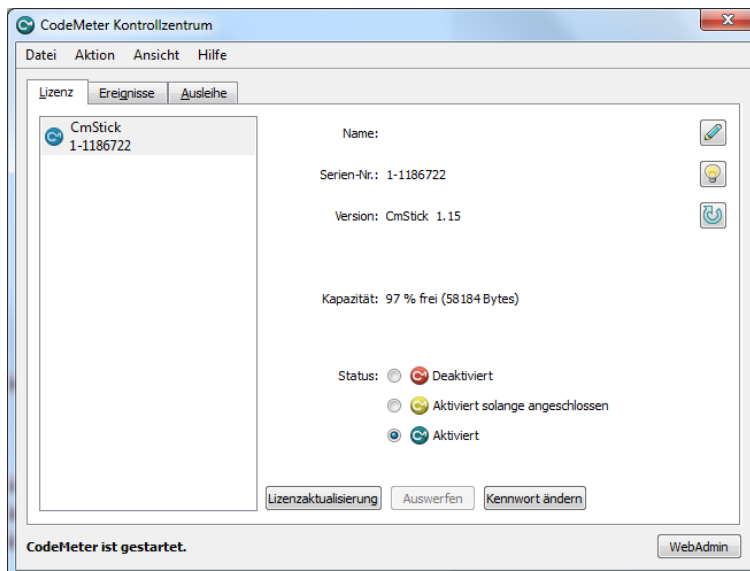 CodeMeter Kontrollzentrum
Datei Aktion Ansicht Hilfe
Lizenz Ereignisse Ausleihe
CmStick
1-1186722
Name:
Serien-Nr.: 1-1186722
Version: CmStick 1.15
Kapazität: 97 % frei (58184 Bytes)
Status: Deaktiviert
Aktiviert solange angeschlossen
Aktiviert
Lizenzaktualisierung Auswerfen Kennwort ändern
CodeMeter ist gestartet. WebAdmin